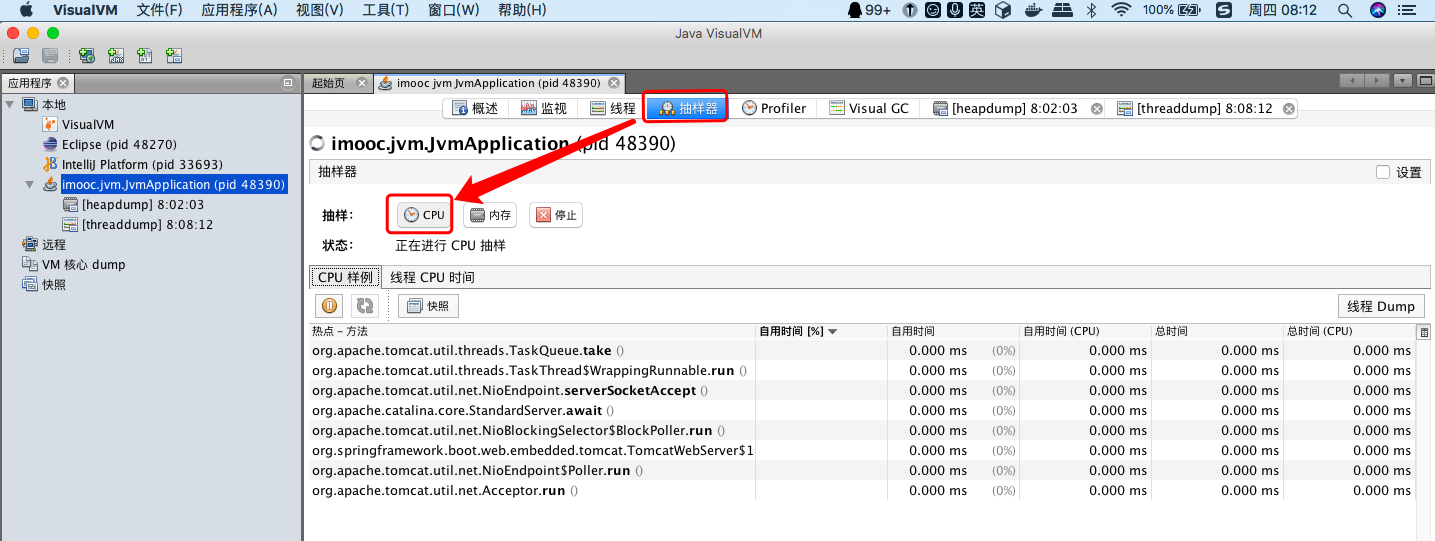 VisualVM 文件(F) 应用程序(A) 视图(V) 工具(T) 窗口(W) 帮助(H) 99+ 英 100% 周四 08:12
Java VisualVM
应用程序 起始页 imooc jvm JvmApplication (pid 48390)
本地
VisualVM
Eclipse (pid 48270)
IntelliJ Platform (pid 33693)
imooc.jvm.JvmApplication (pid 48390)
[heapdump] 8:02:03
[threaddump] 8:08:12
远程
VM 核心 dump
快照
概述 监视 线程 抽样器 Profiler Visual GC [heapdump] 8:02:03 [threaddump] 8:08:12
imooc.jvm.JvmApplication (pid 48390)
抽样器 设置
抽样： CPU 内存 停止
状态： 正在进行 CPU 抽样
CPU 样例 线程 CPU 时间
快照 线程 Dump
热点 – 方法 自用时间 [%] 自用时间 自用时间 (CPU) 总时间 总时间 (CPU)
org.apache.tomcat.util.threads.TaskQueue.take () 0.000 ms (0%) 0.000 ms 0.000 ms 0.000 ms
org.apache.tomcat.util.threads.TaskThread$WrappingRunnable.run () 0.000 ms (0%) 0.000 ms 0.000 ms 0.000 ms
org.apache.tomcat.util.net.NioEndpoint.serverSocketAccept () 0.000 ms (0%) 0.000 ms 0.000 ms 0.000 ms
org.apache.catalina.core.StandardServer.await () 0.000 ms (0%) 0.000 ms 0.000 ms 0.000 ms
org.apache.tomcat.util.net.NioBlockingSelector$BlockPoller.run () 0.000 ms (0%) 0.000 ms 0.000 ms 0.000 ms
org.springframework.boot.web.embedded.tomcat.TomcatWebServer$1 0.000 ms (0%) 0.000 ms 0.000 ms 0.000 ms
org.apache.tomcat.util.net.NioEndpoint$Poller.run () 0.000 ms (0%) 0.000 ms 0.000 ms 0.000 ms
org.apache.tomcat.util.net.Acceptor.run () 0.000 ms (0%) 0.000 ms 0.000 ms 0.000 ms